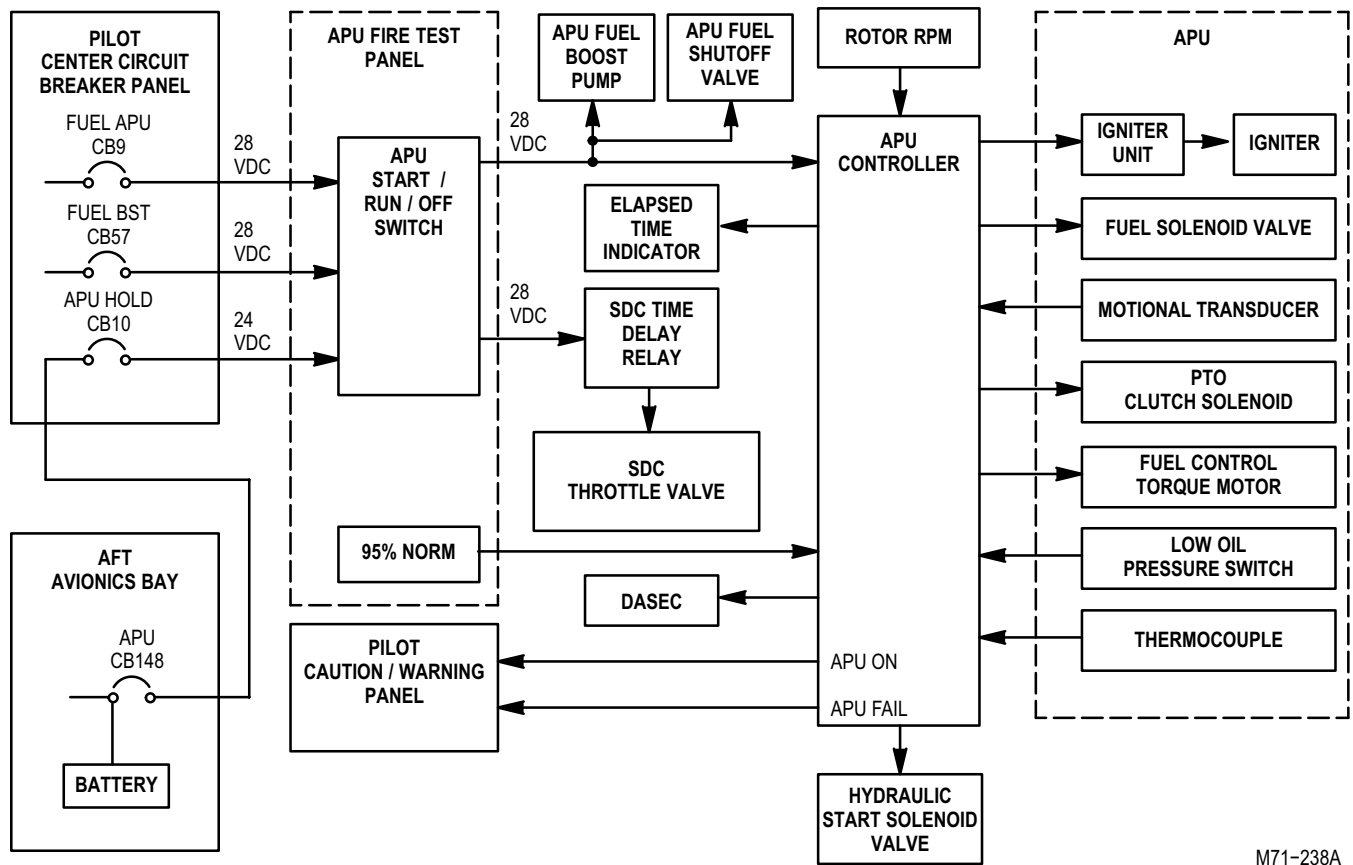 PILOT
CENTER CIRCUIT
BREAKER PANEL
FUEL APU
CB9
28
VDC
FUEL BST
CB57
28
VDC
APU HOLD
CB10
24
VDC
AFT
AVIONICS BAY
APU
CB148
BATTERY
APU FIRE TEST
PANEL
APU
START /
RUN / OFF
SWITCH
95% NORM
PILOT
CAUTION / WARNING
PANEL
28
VDC
28
VDC
APU FUEL
BOOST
PUMP
APU FUEL
SHUTOFF
VALVE
ELAPSED
TIME
INDICATOR
SDC TIME
DELAY
RELAY
SDC
THROTTLE VALVE
DASEC
ROTOR RPM
APU
CONTROLLER
APU ON
APU FAIL
HYDRAULIC
START SOLENOID
VALVE
APU
IGNITER
UNIT
IGNITER
FUEL SOLENOID VALVE
MOTIONAL TRANSDUCER
PTO
CLUTCH SOLENOID
FUEL CONTROL
TORQUE MOTOR
LOW OIL
PRESSURE SWITCH
THERMOCOUPLE
M71-238A